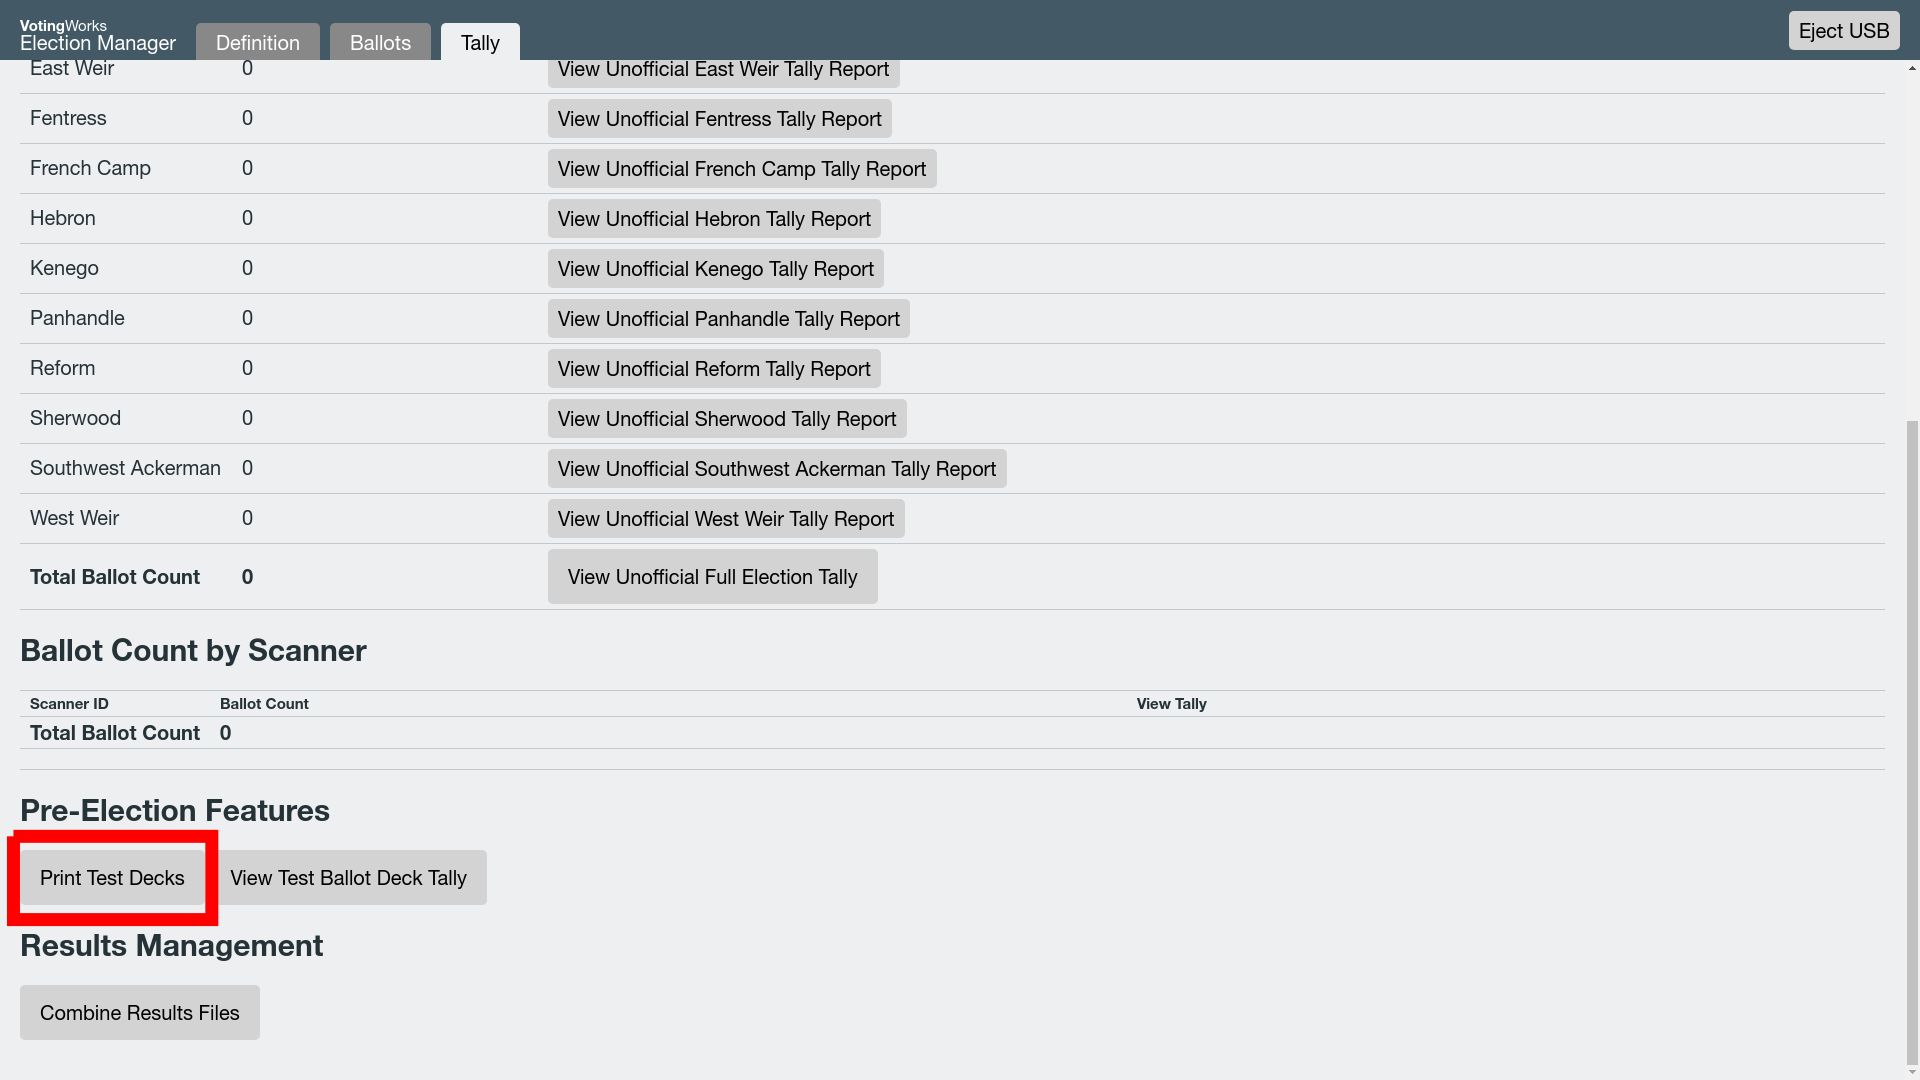 VotingWorks
Election Manager
Definition
Ballots
Tally
Eject USB
East Weir 0 View Unofficial East Weir Tally Report
Fentress 0 View Unofficial Fentress Tally Report
French Camp 0 View Unofficial French Camp Tally Report
Hebron 0 View Unofficial Hebron Tally Report
Kenego 0 View Unofficial Kenego Tally Report
Panhandle 0 View Unofficial Panhandle Tally Report
Reform 0 View Unofficial Reform Tally Report
Sherwood 0 View Unofficial Sherwood Tally Report
Southwest Ackerman 0 View Unofficial Southwest Ackerman Tally Report
West Weir 0 View Unofficial West Weir Tally Report
Total Ballot Count 0 View Unofficial Full Election Tally
Ballot Count by Scanner
Scanner ID Ballot Count View Tally
Total Ballot Count 0
Pre-Election Features
Print Test Decks View Test Ballot Deck Tally
Results Management
Combine Results Files